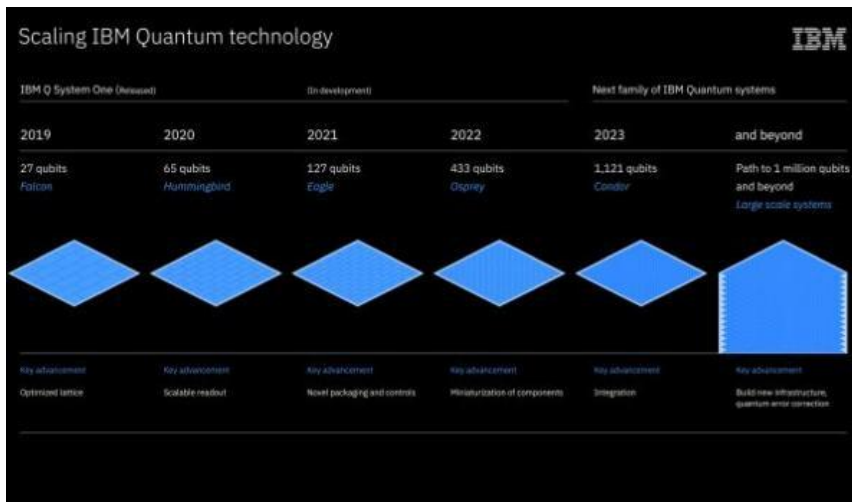 Scaling IBM Quantum technology
IBM
IBM Q System One (Released)
(In development)
Next family of IBM Quantum systems
2019
2020
2021
2022
2023
and beyond
27 qubits
Falcon
65 qubits
Hummingbird
127 qubits
Eagle
433 qubits
Osprey
1,121 qubits
Condor
Path to 1 million qubits
and beyond
Large scale systems
Key advancement
Optimized lattice
Key advancement
Scalable readout
Key advancement
Novel packaging and controls
Key advancement
Miniaturization of components
Key advancement
Integration
Key advancement
Build new infrastructure,
quantum error correction